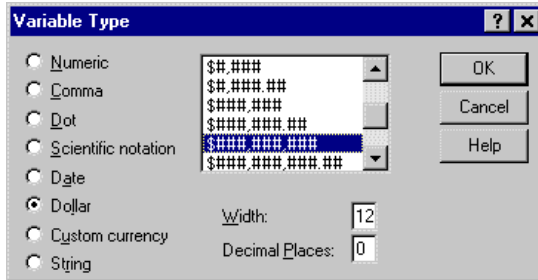 Variable Type
Numeric
Comma
Dot
Scientific notation
Date
Dollar
Custom currency
String
$#,###
$#,###.##
$###,###
$###,###.##
$###,###,###
$###,###,###.##
Width: 12
Decimal Places: 0
OK
Cancel
Help